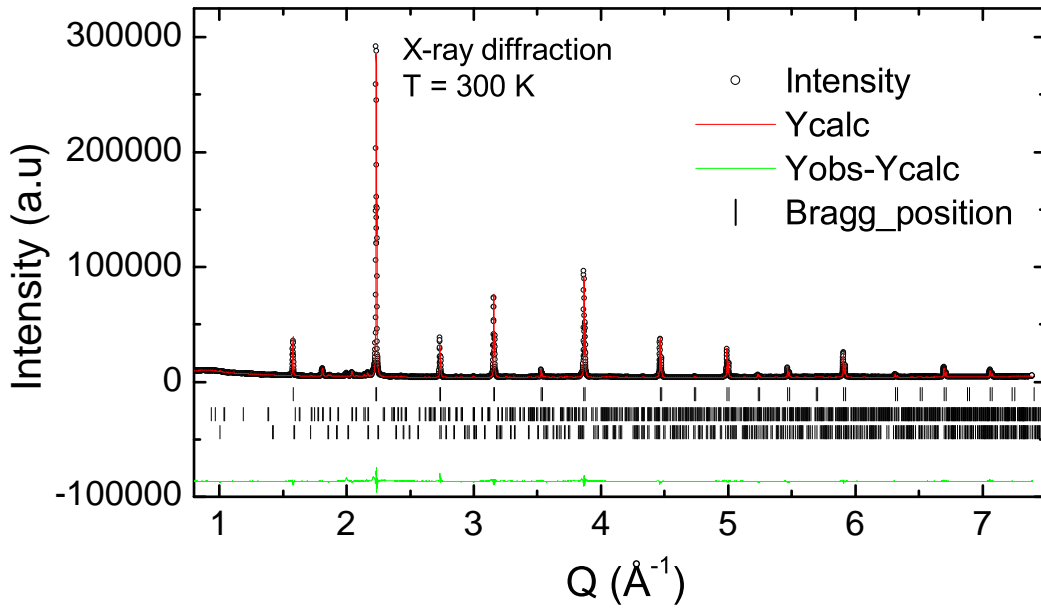 300000
200000
100000
0
-100000
Intensity (a.u)
X-ray diffraction
T = 300 K
Intensity
Ycalc
Yobs-Ycalc
Bragg_position
1 2 3 4 5 6 7
Q (Å⁻¹)